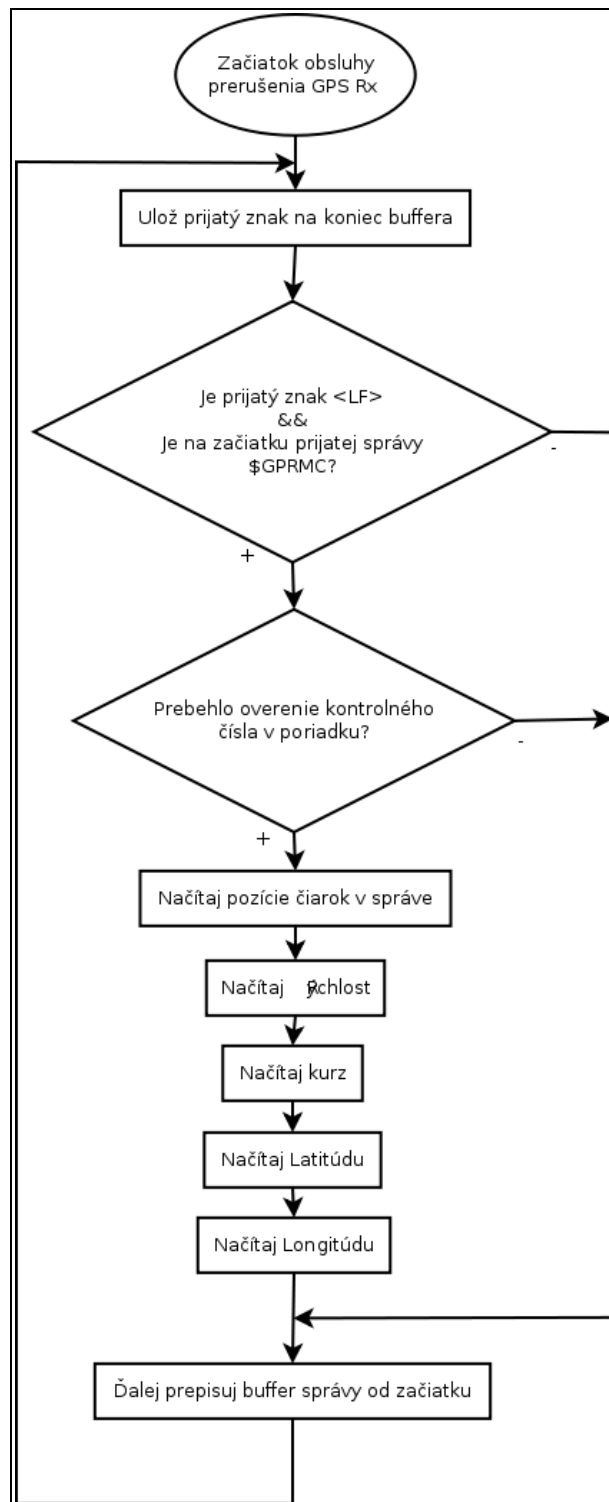 Začiatok obsluhy
prerušenia GPS Rx
Ulož prijatý znak na koniec buffera
Je prijatý znak <LF>
&&
Je na začiatku prijatej správy
$GPRMC?
-
+
Prebehlo overenie kontrolného
čísla v poriadku?
-
+
Načítaj pozície čiarok v správe
Načítaj Rýchlost
Načítaj kurz
Načítaj Latitúdu
Načítaj Longitúdu
Ďalej prepisuj buffer správy od začiatku